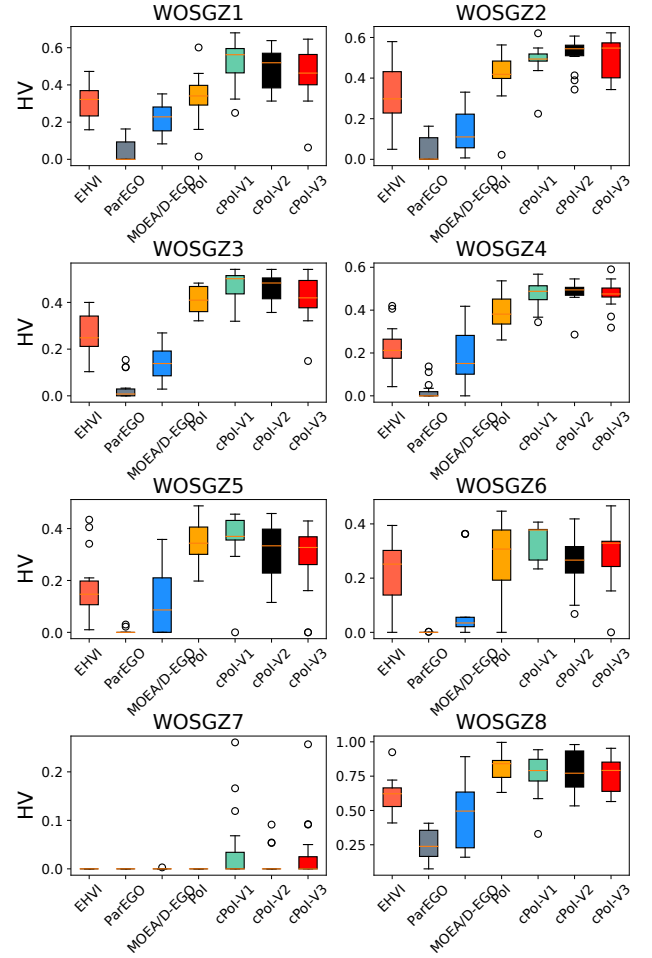 WOSGZ1
WOSGZ2
HV
0.6
0.4
0.2
0.0
0.6
0.4
0.2
0.0
EHVI
ParEGO
MOEA/D-EGO
PoI
cPoI-V1
cPoI-V2
cPoI-V3
EHVI
ParEGO
MOEA/D-EGO
PoI
cPoI-V1
cPoI-V2
cPoI-V3
WOSGZ3
WOSGZ4
HV
0.4
0.2
0.0
0.6
0.4
0.2
0.0
EHVI
ParEGO
MOEA/D-EGO
PoI
cPoI-V1
cPoI-V2
cPoI-V3
EHVI
ParEGO
MOEA/D-EGO
PoI
cPoI-V1
cPoI-V2
cPoI-V3
WOSGZ5
WOSGZ6
HV
0.4
0.2
0.0
0.4
0.2
0.0
EHVI
ParEGO
MOEA/D-EGO
PoI
cPoI-V1
cPoI-V2
cPoI-V3
EHVI
ParEGO
MOEA/D-EGO
PoI
cPoI-V1
cPoI-V2
cPoI-V3
WOSGZ7
WOSGZ8
HV
0.2
0.1
0.0
1.00
0.75
0.50
0.25
EHVI
ParEGO
MOEA/D-EGO
PoI
cPoI-V1
cPoI-V2
cPoI-V3
EHVI
ParEGO
MOEA/D-EGO
PoI
cPoI-V1
cPoI-V2
cPoI-V3